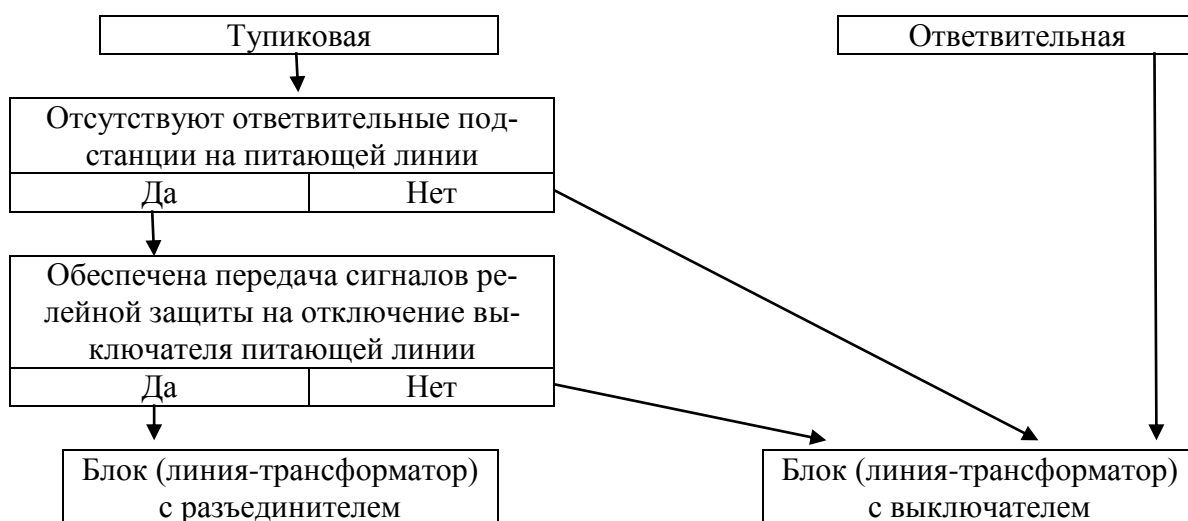 Тупиковая
Ответвительная
Отсутствуют ответвительные под-
станции на питающей линии
Да
Нет
Обеспечена передача сигналов ре-
лейной защиты на отключение вы-
ключателя питающей линии
Да
Нет
Блок (линия-трансформатор)
с разъединителем
Блок (линия-трансформатор)
с выключателем